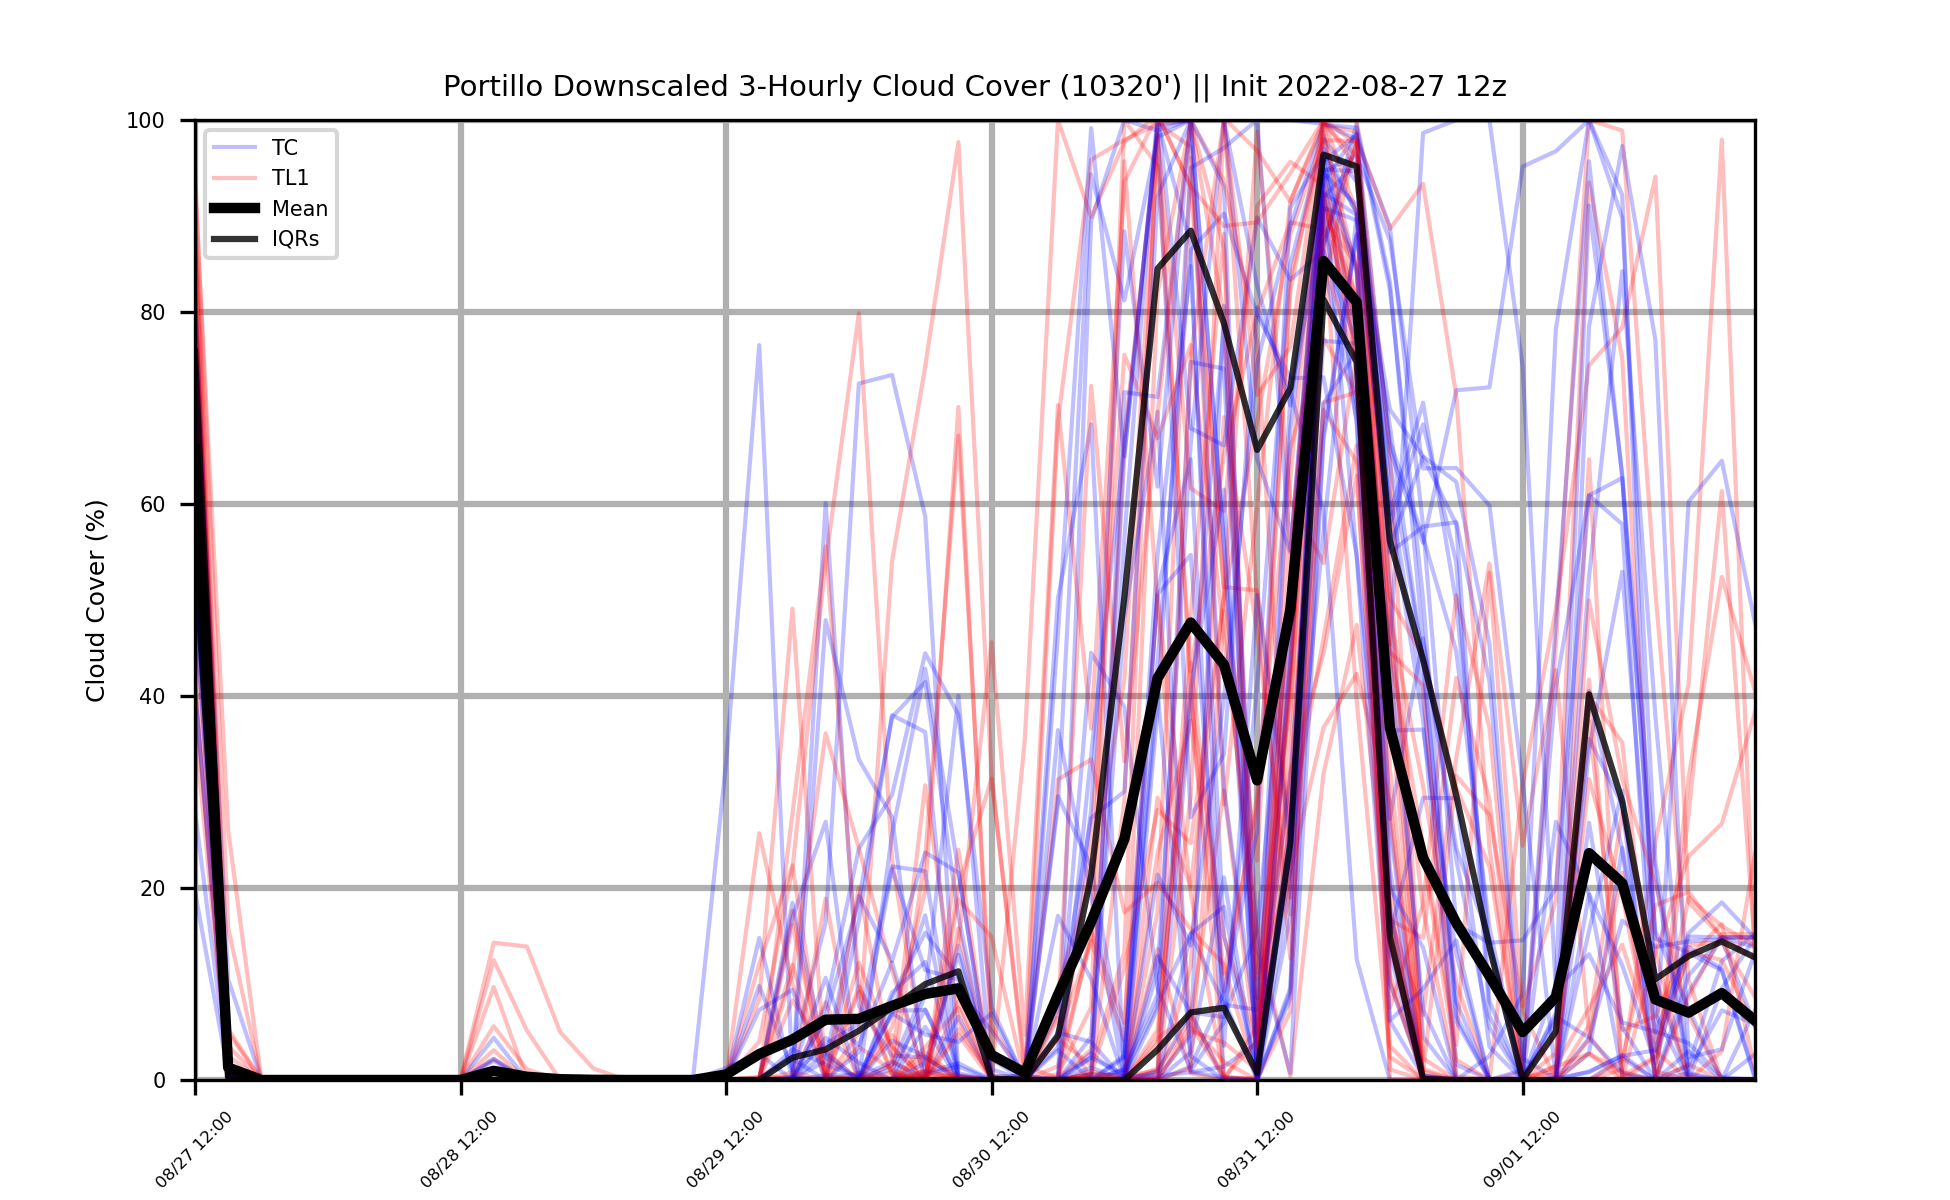 Portillo Downscaled 3-Hourly Cloud Cover (10320') || Init 2022-08-27 12z
100
80
60
40
20
0
Cloud Cover (%)
TC
TL1
Mean
IQRs
08/27 12:00
08/28 12:00
08/29 12:00
08/30 12:00
08/31 12:00
09/01 12:00